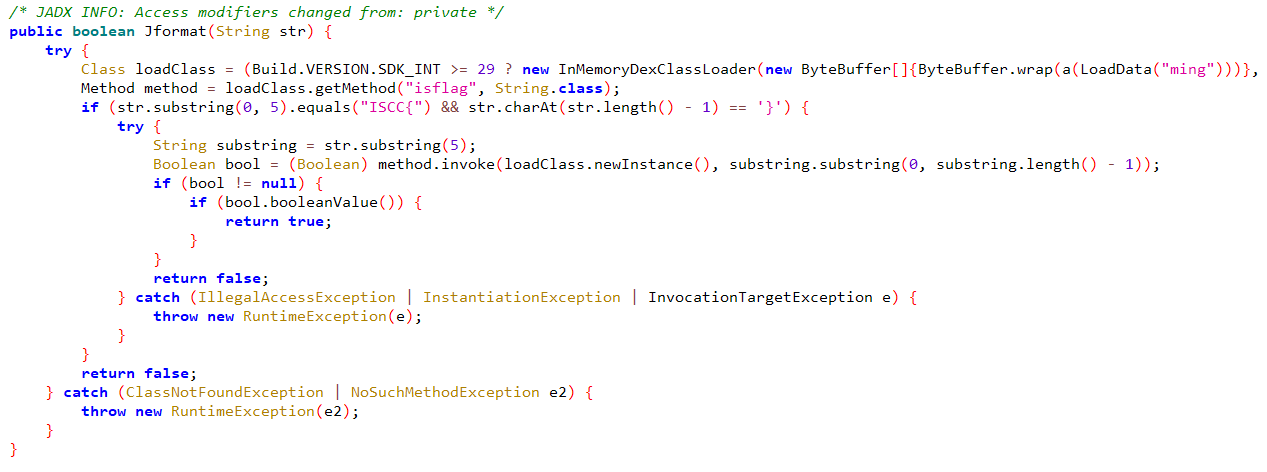 /* JADX INFO: Access modifiers changed from: private */
public boolean Jformat(String str) {
    try {
        Class loadClass = (Build.VERSION.SDK_INT >= 29 ? new InMemoryDexClassLoader(new ByteBuffer[]{ByteBuffer.wrap(a(LoadData("ming")))},
        Method method = loadClass.getMethod("isflag", String.class);
        if (str.substring(0, 5).equals("ISCC{") && str.charAt(str.length() - 1) == '}') {
            try {
                String substring = str.substring(5);
                Boolean bool = (Boolean) method.invoke(loadClass.newInstance(), substring.substring(0, substring.length() - 1));
                if (bool != null) {
                    if (bool.booleanValue()) {
                        return true;
                    }
                }
                return false;
            } catch (IllegalAccessException | InstantiationException | InvocationTargetException e) {
                throw new RuntimeException(e);
            }
        }
        return false;
    } catch (ClassNotFoundException | NoSuchMethodException e2) {
        throw new RuntimeException(e2);
    }
}